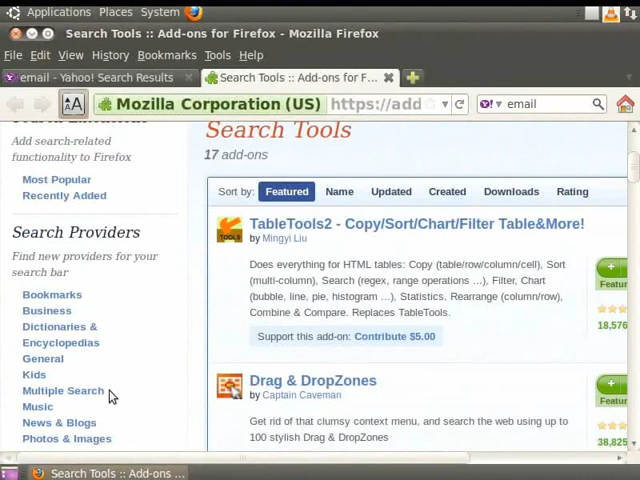 Applications Places System
Search Tools :: Add-ons for Firefox - Mozilla Firefox
File Edit View History Bookmarks Tools Help
email - Yahoo! Search Results
Search Tools :: Add-ons for F...
AA
Mozilla Corporation (US) https://add
Y! email
Search Tools
17 add-ons
Add search-related
functionality to Firefox
Most Popular
Recently Added
Search Providers
Find new providers for your
search bar
Bookmarks
Business
Dictionaries &
Encyclopedias
General
Kids
Multiple Search
Music
News & Blogs
Photos & Images
Sort by: Featured Name Updated Created Downloads Rating
TOOLS
TableTools2 - Copy/Sort/Chart/Filter Table&More!
by Mingyi Liu
Does everything for HTML tables: Copy (table/row/column/cell), Sort
(multi-column), Search (regex, range operations ...), Filter, Chart
(bubble, line, pie, histogram ...), Statistics. Rearrange (column/row),
Combine & Compare. Replaces TableTools.
Support this add-on: Contribute $5.00
+
Featur
18,576
Drag & DropZones
by Captain Caveman
Get rid of that clumsy context menu, and search the web using up to
100 stylish Drag & DropZones
+
Featur
38,825
Search Tools :: Add-ons ...